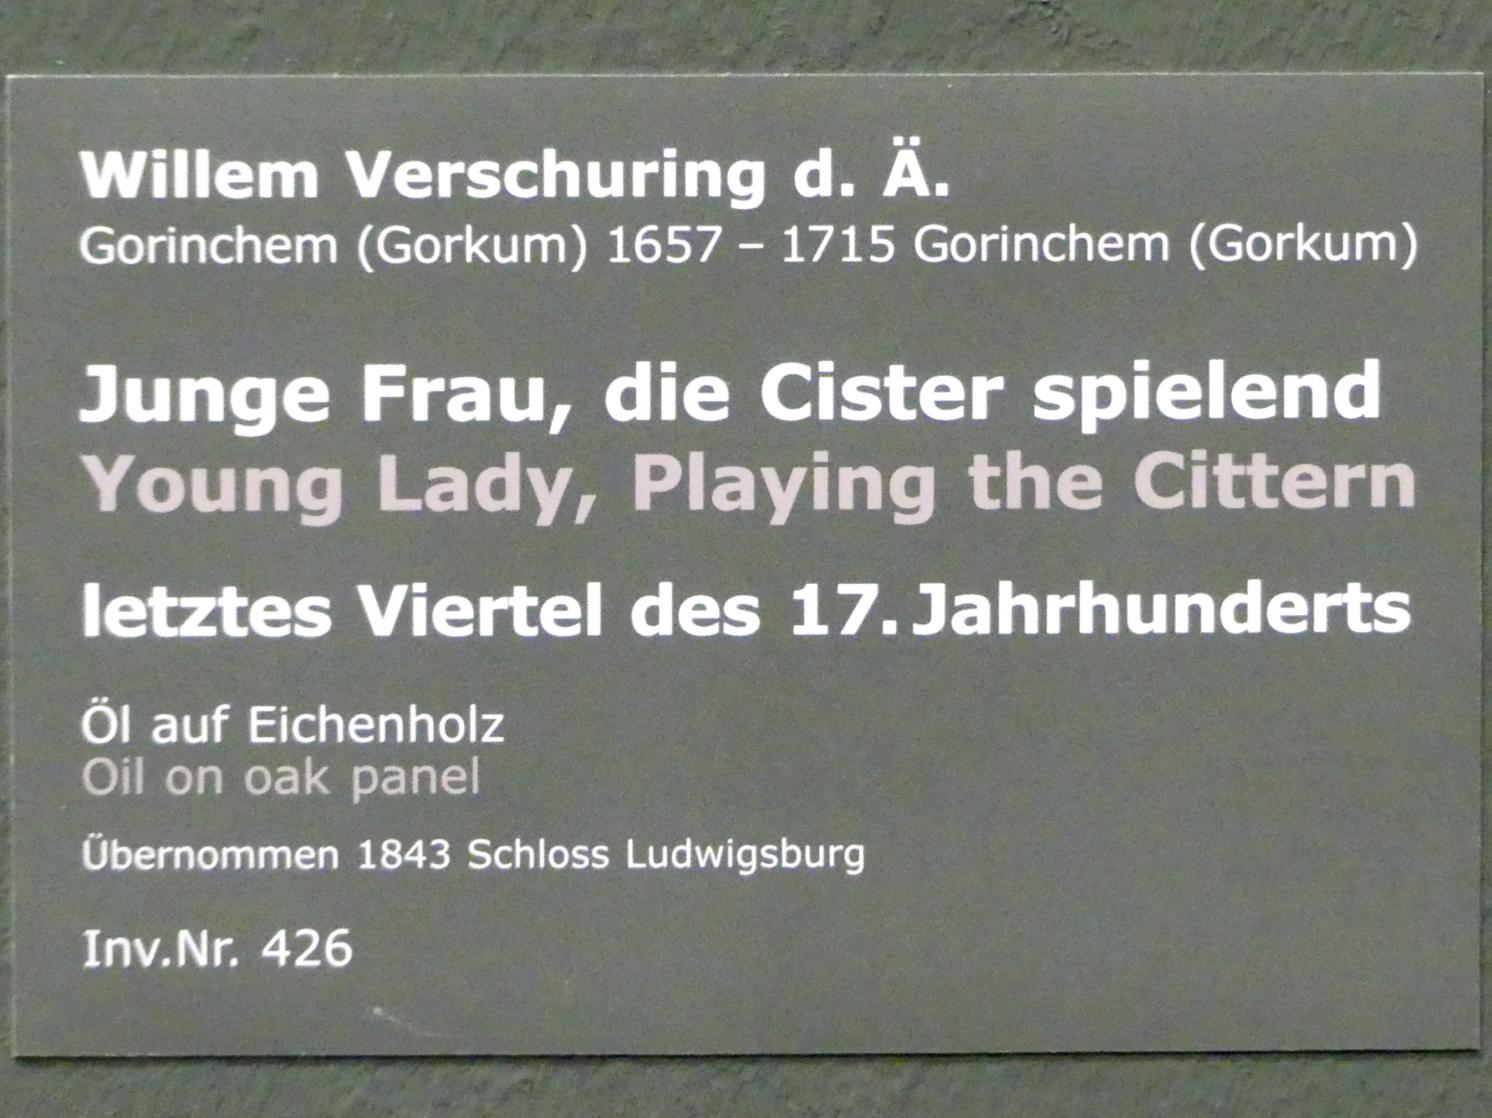 Willem Verschuring d. Ä.
Gorinchem (Gorkum) 1657 – 1715 Gorinchem (Gorkum)
Junge Frau, die Cister spielend
Young Lady, Playing the Cittern
letztes Viertel des 17. Jahrhunderts
Öl auf Eichenholz
Oil on oak panel
Übernommen 1843 Schloss Ludwigsburg
Inv.Nr. 426